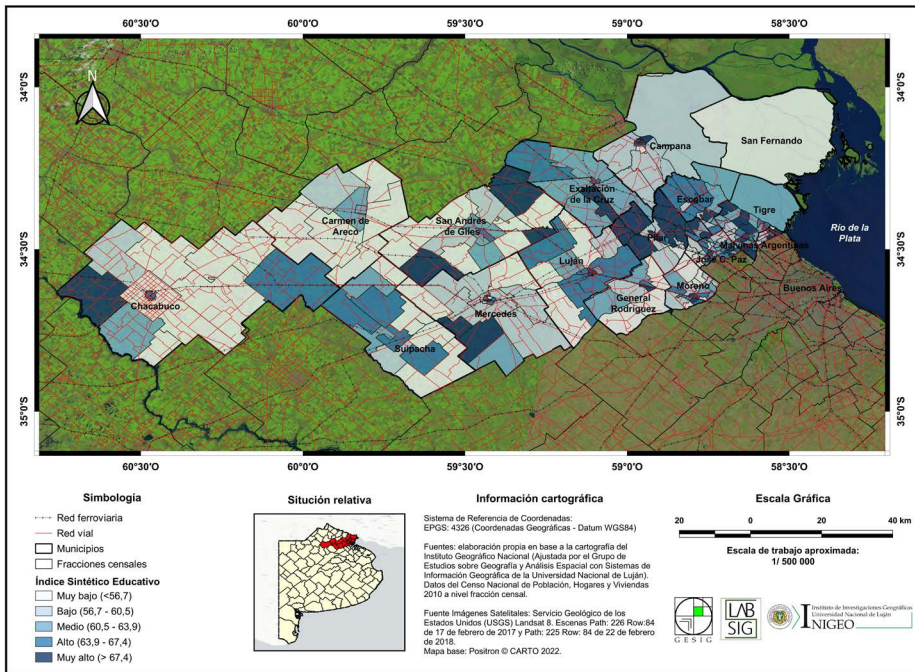 60°30'O 60°00'S 59°30'O 59°00'S 58°30'O
34°0'S 34°0'S
N
San Fernando
Campana
Exaltación
de la Cruz
Escobar
Tigre
Carmen de
Areco
San Andrés
de Giles
Río de la
Plata
34°30'S 34°30'S
Pilar
Malvinas Argentinas
José C. Paz
Luján
Moreno
Buenos Aires
Chacabuco
General
Rodríguez
Mercedes
Suipacha
35°0'S 35°0'S
60°30'O 60°00'S 59°30'O 59°00'S 58°30'O
Simbología
Red ferroviaria
Red vial
Municipios
Fracciones censales
Índice Sintético Educativo
Muy bajo (<56,7)
Bajo (56,7 - 60,5)
Medio (60,5 - 63,9)
Alto (63,9 - 67,4)
Muy alto (> 67,4)
Situción relativa
Información cartográfica
Sistema de Referencia de Coordenadas:
EPGS: 4326 (Coordenadas Geográficas - Datum WGS84)
Fuentes: elaboración propia en base a la cartografía del
Instituto Geográfico Nacional (Ajustada por el Grupo de
Estudios sobre Geografía y Análisis Espacial con Sistemas de
Información Geográfica de la Universidad Nacional de Luján).
Datos del Censo Nacional de Población, Hogares y Viviendas
2010 a nivel fracción censal.
Fuente Imágenes Satelitales: Servicio Geológico de los
Estados Unidos (USGS) Landsat 8. Escenas Path: 226 Row:84
de 17 de febrero de 2017 y Path: 225 Row: 84 de 22 de febrero
de 2018.
Mapa base: Positron © CARTO 2022.
Escala Gráfica
20 0 20 40 km
Escala de trabajo aproximada:
1/ 500 000
GESIG
LAB
SIG
Instituto de Investigaciones Geográficas
Universidad Nacional de Luján
INIGEO